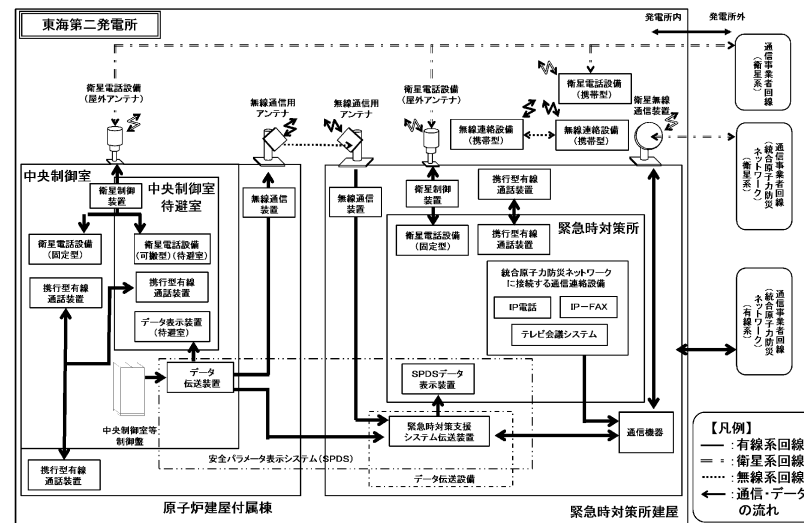 東海第二発電所
発電所内
発電所外
衛星電話設備
(屋外アンテナ)
無線通信用
アンテナ
無線通信用
アンテナ
衛星電話設備
(屋外アンテナ)
衛星電話設備
(携帯型)
無線連絡設備
(携帯型)
無線連絡設備
(携帯型)
衛星無線
通信装置
通信事業者回線
(衛星系)
通信事業者回線
(統合原子力防災
ネットワーク)
(衛星系)
通信事業者回線
(統合原子力防災
ネットワーク)
(有線系)
中央制御室
衛星制御
装置
中央制御室
待避室
衛星電話設備
(固定型)
衛星電話設備
(可搬型)(待避室)
携行型有線
通話装置
携行型有線
通話装置
データ表示装置
(待避室)
データ
伝送装置
中央制御室等
制御盤
携行型有線
通話装置
無線通信
装置
原子炉建屋付属棟
無線通信
装置
衛星制御
装置
携行型有線
通話装置
緊急時対策所
衛星電話設備
(固定型)
携行型有線
通話装置
統合原子力防災ネットワーク
に接続する通信連絡設備
IP電話
IP-FAX
テレビ会議システム
SPDSデータ
表示装置
緊急時対策支援
システム伝送装置
通信機器
安全パラメータ表示システム(SPDS)
データ伝送設備
緊急時対策所建屋
【凡例】
:有線系回線
:衛星系回線
:無線系回線
:通信・データ
の流れ